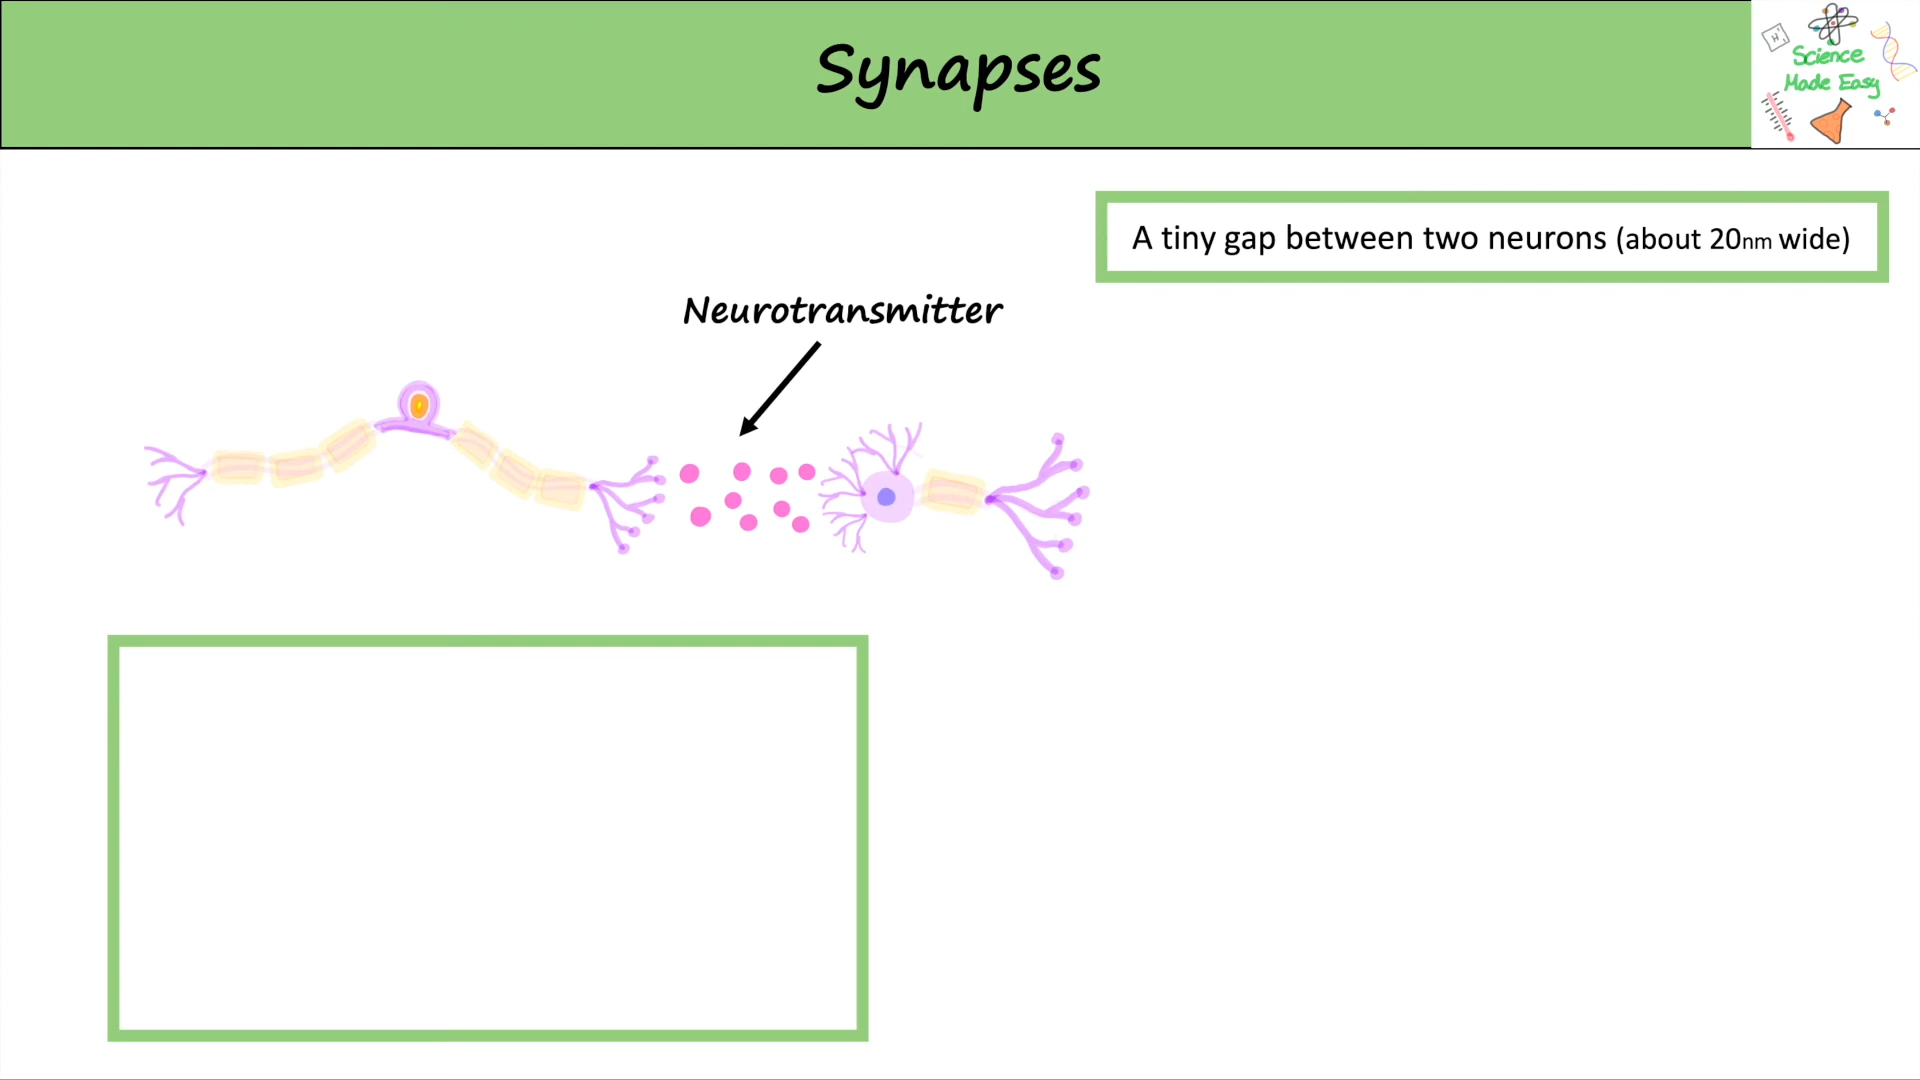 Synapses
H
Science
Made Easy
A tiny gap between two neurons (about 20nm wide)
Neurotransmitter